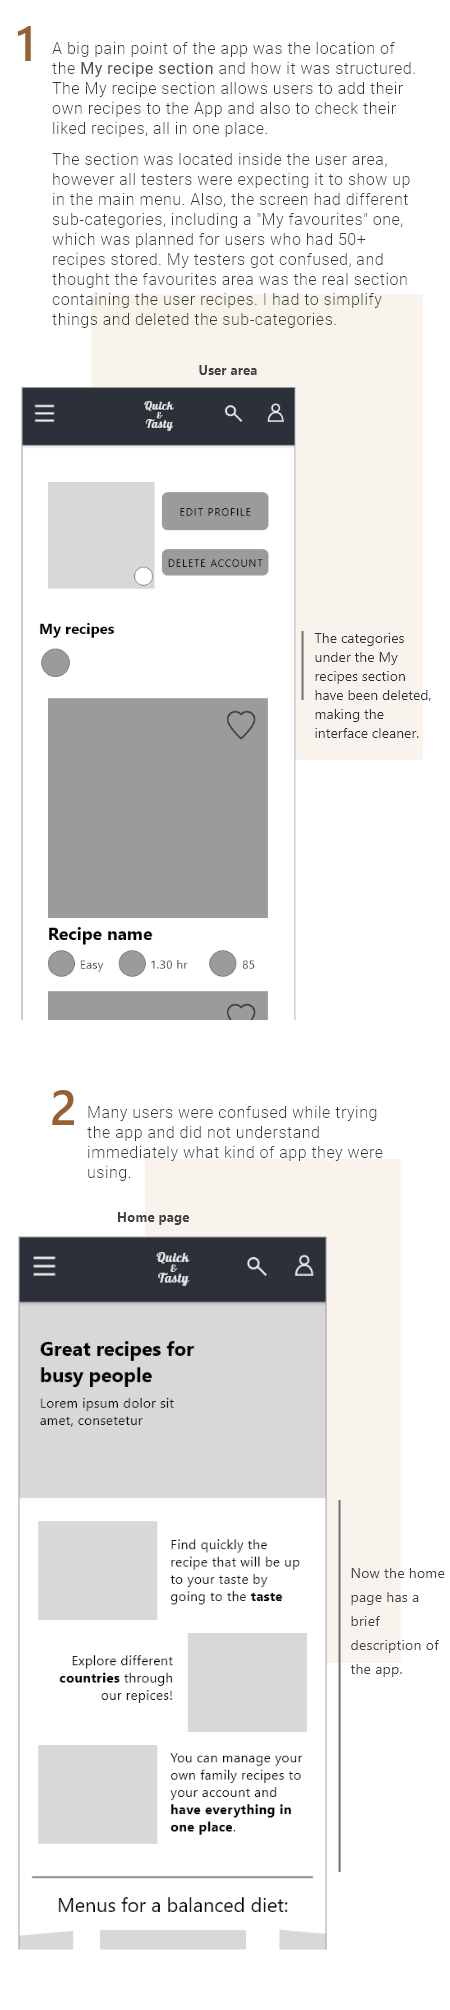 1
A big pain point of the app was the location of
the My recipe section and how it was structured.
The My recipe section allows users to add their
own recipes to the App and also to check their
liked recipes, all in one place.
The section was located inside the user area,
however all testers were expecting it to show up
in the main menu. Also, the screen had different
sub-categories, including a "My favourites" one,
which was planned for users who had 50+
recipes stored. My testers got confused, and
thought the favourites area was the real section
containing the user recipes. I had to simplify
things and deleted the sub-categories.
User area
Quick
&
Tasty
EDIT PROFILE
DELETE ACCOUNT
My recipes
The categories
under the My
recipes section
have been deleted,
making the
interface cleaner.
Recipe name
Easy 1.30 hr 85
2
Many users were confused while trying
the app and did not understand
immediately what kind of app they were
using.
Home page
Quick
&
Tasty
Great recipes for
busy people
Lorem ipsum dolor sit
amet, consetetur
Find quickly the
recipe that will be up
to your taste by
going to the taste
Explore different
countries through
our repices!
You can manage your
own family recipes to
your account and
have everything in
one place.
Now the home
page has a
brief
description of
the app.
Menus for a balanced diet: